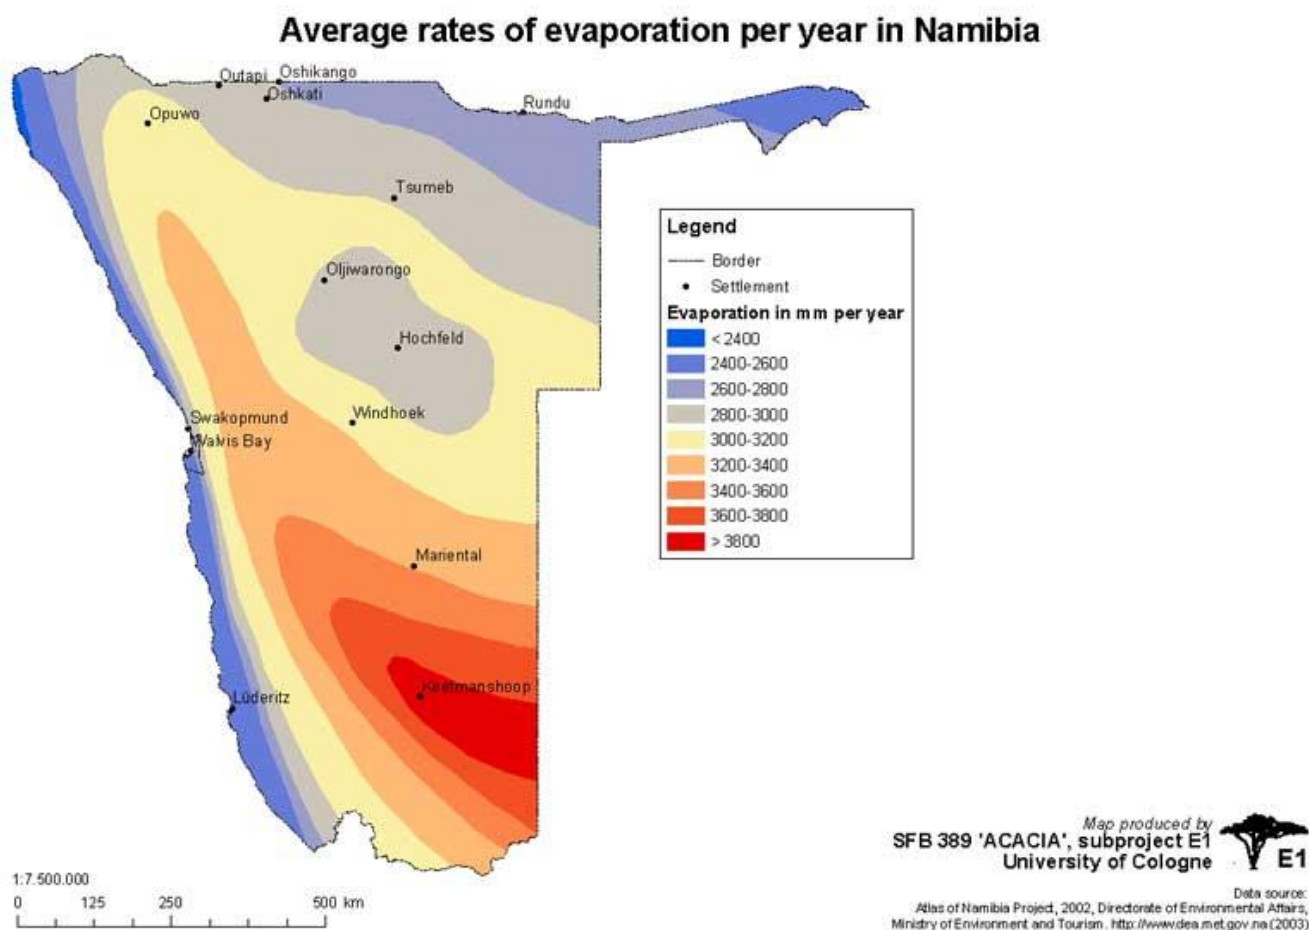 Average rates of evaporation per year in Namibia
Outapi
Oshikango
Oshkati
Rundu
Opuwo
Tsumeb
Legend
Border
Settlement
Evaporation in mm per year
< 2400
2400-2600
2600-2800
2800-3000
3000-3200
3200-3400
3400-3600
3600-3800
> 3800
Oljiwarongo
Hochfeld
Swakopmund
Windhoek
Walvis Bay
Mariental
Keetmanshoop
Lüderitz
Map produced by
SFB 389 'ACACIA', subproject E1
University of Cologne
E1
1:7.500.000
0 125 250 500 km
Data source:
Atlas of Namibia Project, 2002, Directorate of Environmental Affairs,
Ministry of Environment and Tourism. http://www.dea.met.gov.na (2003)